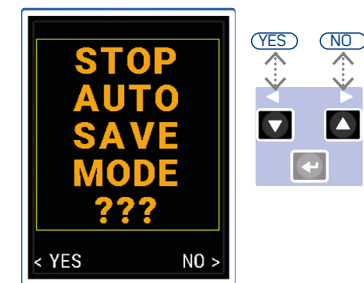 STOP
AUTO
SAVE
MODE
???
< YES NO >
YES NO